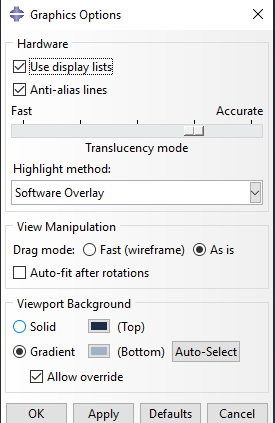 Graphics Options
Hardware
Use display lists
Anti-alias lines
Fast Accurate
Translucency mode
Highlight method:
Software Overlay
View Manipulation
Drag mode: Fast (wireframe) As is
Auto-fit after rotations
Viewport Background
Solid (Top)
Gradient (Bottom) Auto-Select
Allow override
OK Apply Defaults Cancel